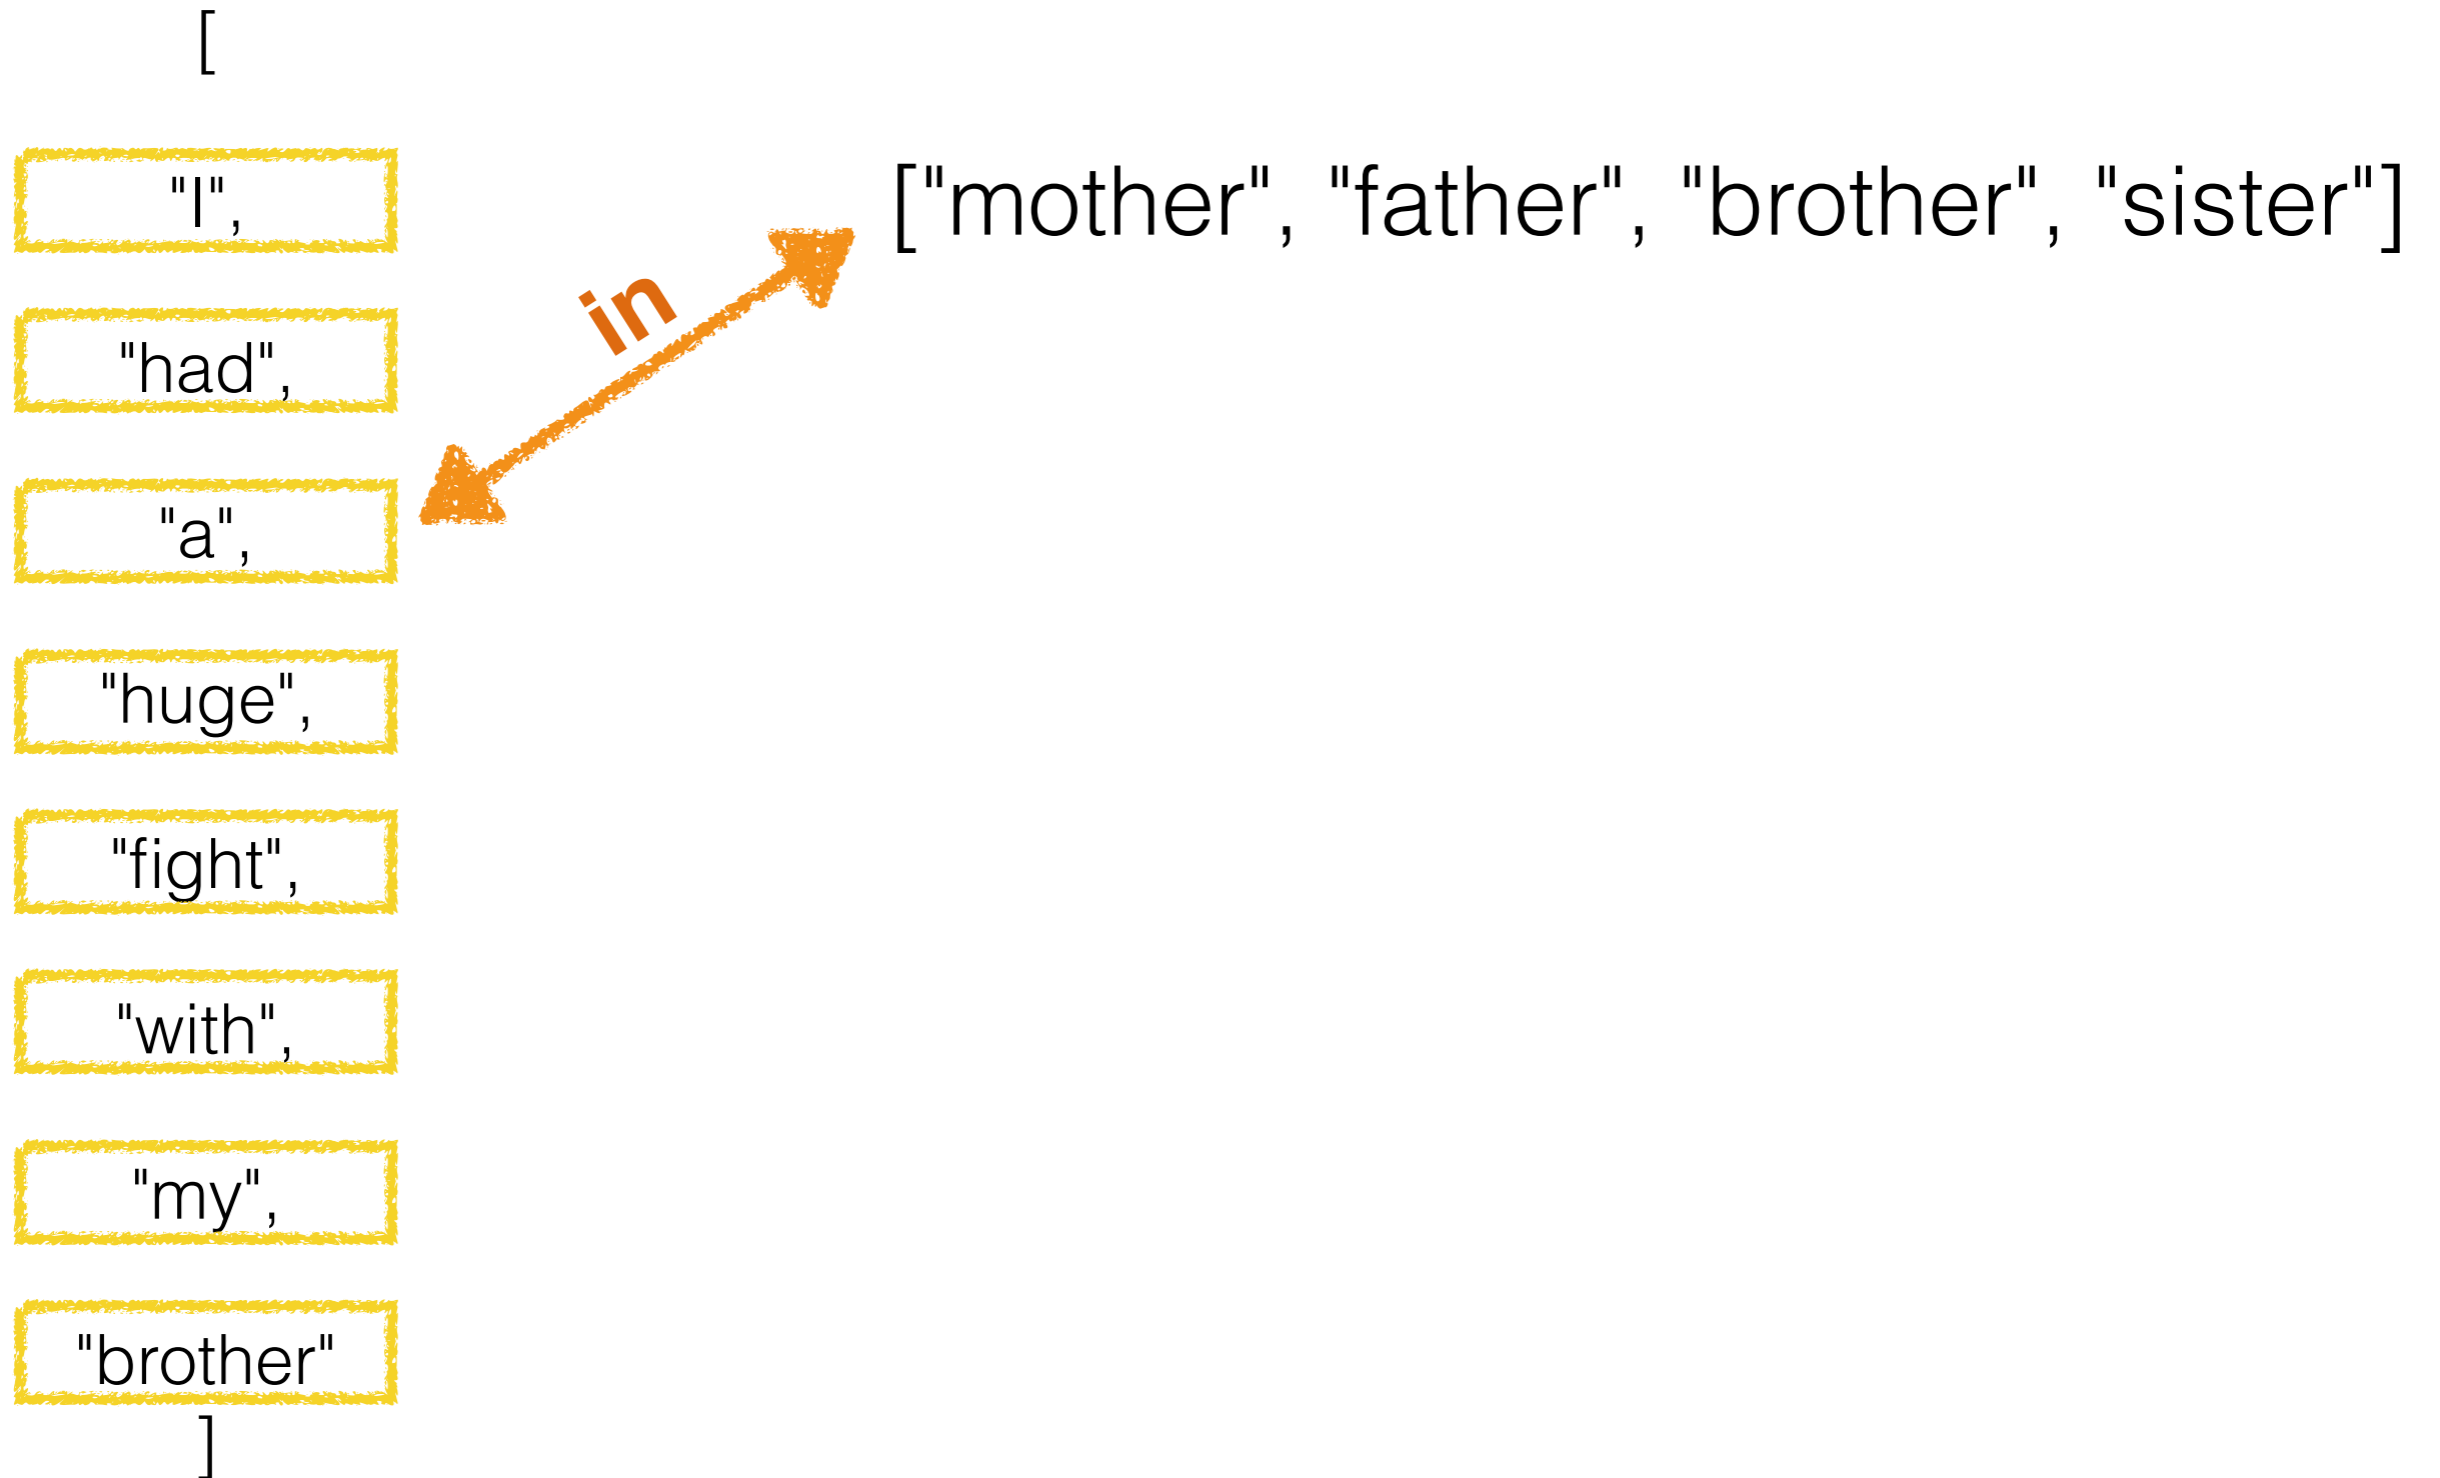 [
"I",
["mother", "father", "brother", "sister"]
in
"had",
"a",
"huge",
"fight",
"with",
"my",
"brother"
]